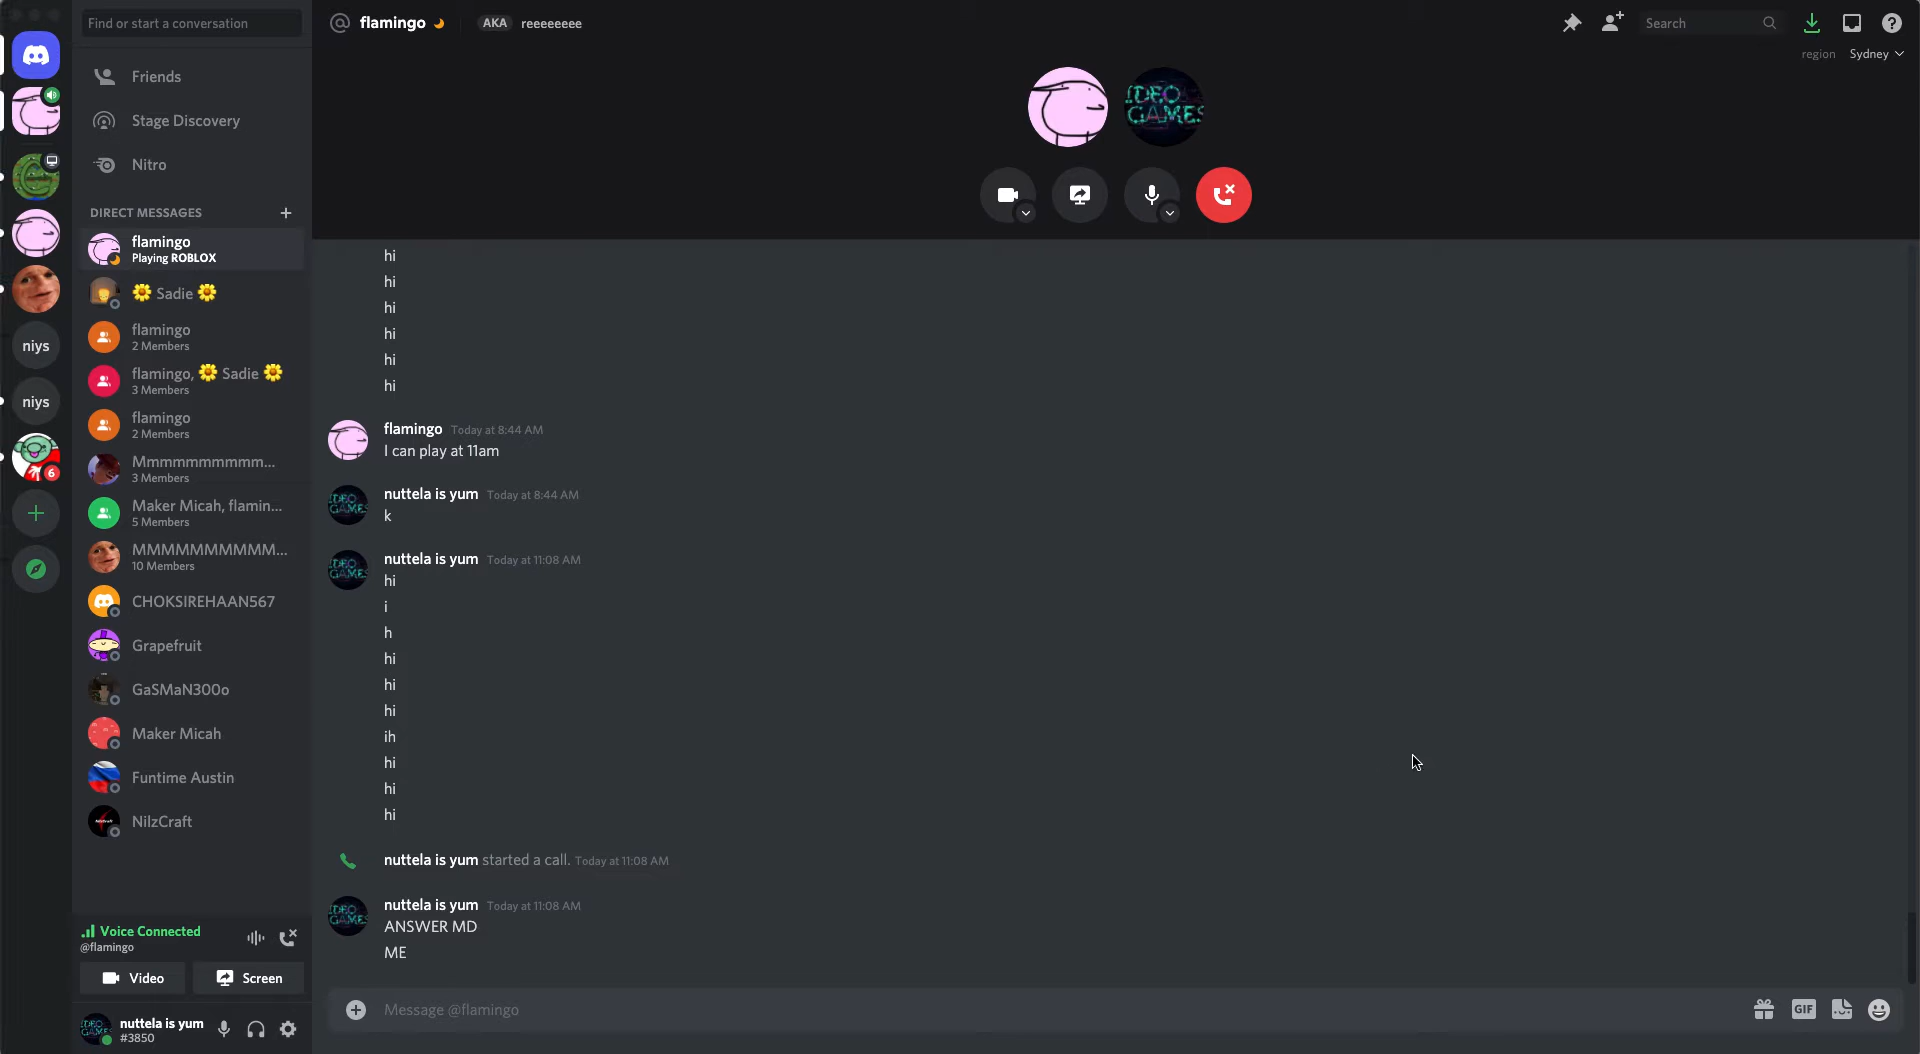 Find or start a conversation
Friends
Stage Discovery
Nitro
DIRECT MESSAGES
flamingo
Playing ROBLOX
Sadie
flamingo
2 Members
flamingo, Sadie
3 Members
flamingo
2 Members
Mmmmmmmmmm...
3 Members
Maker Micah, flamin...
5 Members
MMMMMMMMMM...
10 Members
CHOKSIREHAAN567
Grapefruit
GaSMaN300o
Maker Micah
Funtime Austin
NilzCraft
niys
niys
6
Voice Connected
@flamingo
Video
Screen
nuttela is yum
#3850
flamingo
AKA reeeeeeee
Search
region Sydney
IDEO
GAMES
hi
hi
hi
hi
hi
hi
flamingo Today at 8:44 AM
I can play at 11am
nuttela is yum Today at 8:44 AM
k
nuttela is yum Today at 11:08 AM
hi
i
h
hi
hi
hi
ih
hi
hi
hi
nuttela is yum started a call. Today at 11:08 AM
nuttela is yum Today at 11:08 AM
ANSWER MD
ME
Message @flamingo
GIF